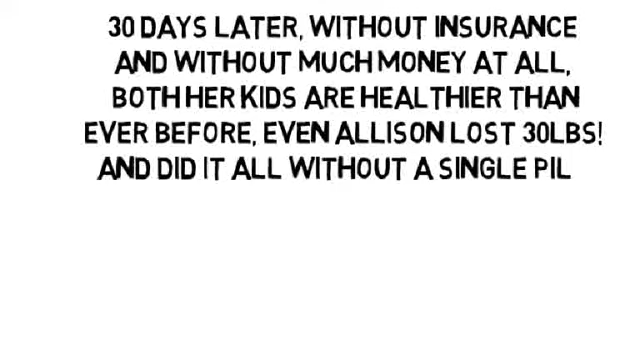 30 DAYS LATER, WITHOUT INSURANCE
AND WITHOUT MUCH MONEY AT ALL,
BOTH HER KIDS ARE HEALTHIER THAN
EVER BEFORE, EVEN ALLISON LOST 30LBS!
AND DID IT ALL WITHOUT A SINGLE PIL